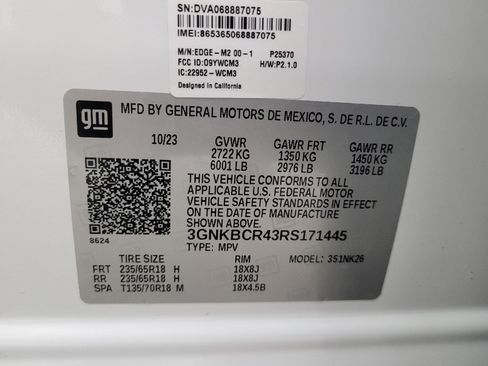 SN:DVA068887075
IMEI:865365068887075
M/N:EDGE-M2 00-1 P25370
FCC ID:O9YWCM3 H/W:P2.1.0
IC:22952-WCM3
Designed in California
gm
MFD BY GENERAL MOTORS DE MEXICO, S. DE R.L. DE C.V.
10/23 GVWR GAWR FRT GAWR RR
2722 KG 1350 KG 1450 KG
6001 LB 2976 LB 3196 LB
THIS VEHICLE CONFORMS TO ALL
APPLICABLE U.S. FEDERAL MOTOR
VEHICLE SAFETY STANDARDS IN EFFECT
ON THE DATE OF MANUFACTURE
SHOWN ABOVE.
3GNKBCR43RS171445
8624 TYPE: MPV
TIRE SIZE RIM MODEL: 351NK26
FRT 235/65R18 H 18X8J
RR 235/65R18 H 18X8J
SPA T135/70R18 M 18X4.5B